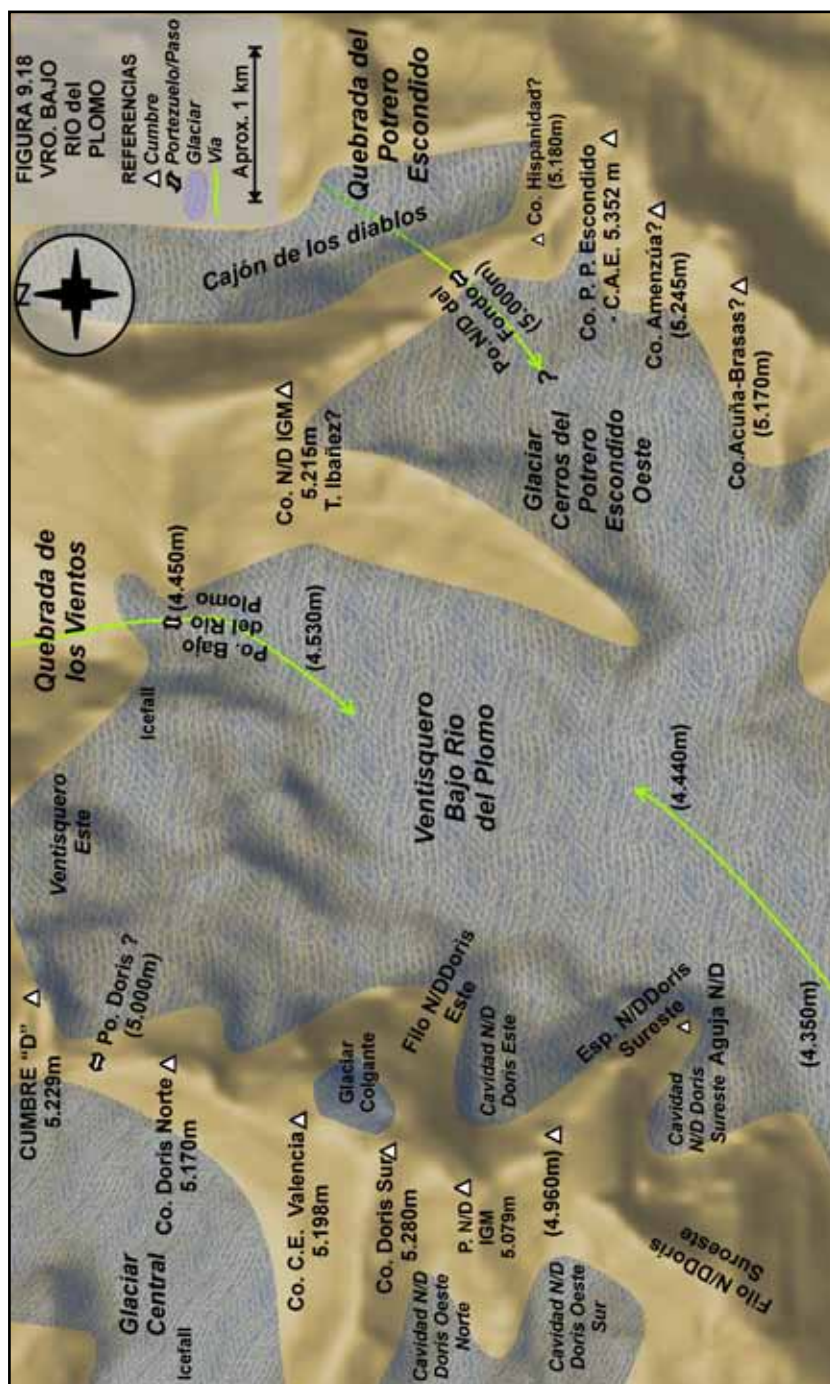 FIGURA 9.18
VRO. BAJO
RIO del
PLOMO
REFERENCIAS
Cumbre
Portezuelo/Paso
Glaciar
Vía
Aprox. 1 km
N
CUMBRE "D"
5.229m
Po. Doris ?
(5.000m)
Ventisquero
Este
Icefall
Quebrada de
los Vientos
(4.450m)
Po. Bajo
del Río
Plomo
(4.530m)
Cajón de los diablos
Quebrada del
Potrero
Escondido
Glaciar
Central
Icefall
Co. Doris Norte
5.170m
Co. C.E. Valencia
5.198m
Glaciar
Colgante
Co. Doris Sur
5.280m
Filo N/DDoris
Este
Ventisquero
Bajo Rio
del Plomo
Co. N/D IGM
5.215m
T. Ibañez?
Po.N/D del
Fondo
(5.000m)
?
Co. Hispanidad?
(5.180m)
Cavidad N/D
Doris Oeste
Norte
P. N/D
IGM
5.079m
Cavidad N/D
Doris Este
Glaciar
Cerros del
Potrero
Escondido
Oeste
Co. P. P. Escondido
- C.A.E. 5.352 m
Cavidad N/D
Doris Oeste
Sur
(4.960m)
Esp. N/DDoris
Sureste
(4.440m)
Co. Amenzúa?
(5.245m)
Filo N/DDoris
Suroeste
Cavidad
N/D Doris
Sureste
Aguja N/D
(4.350m)
Co.Acuña-Brasas?
(5.170m)